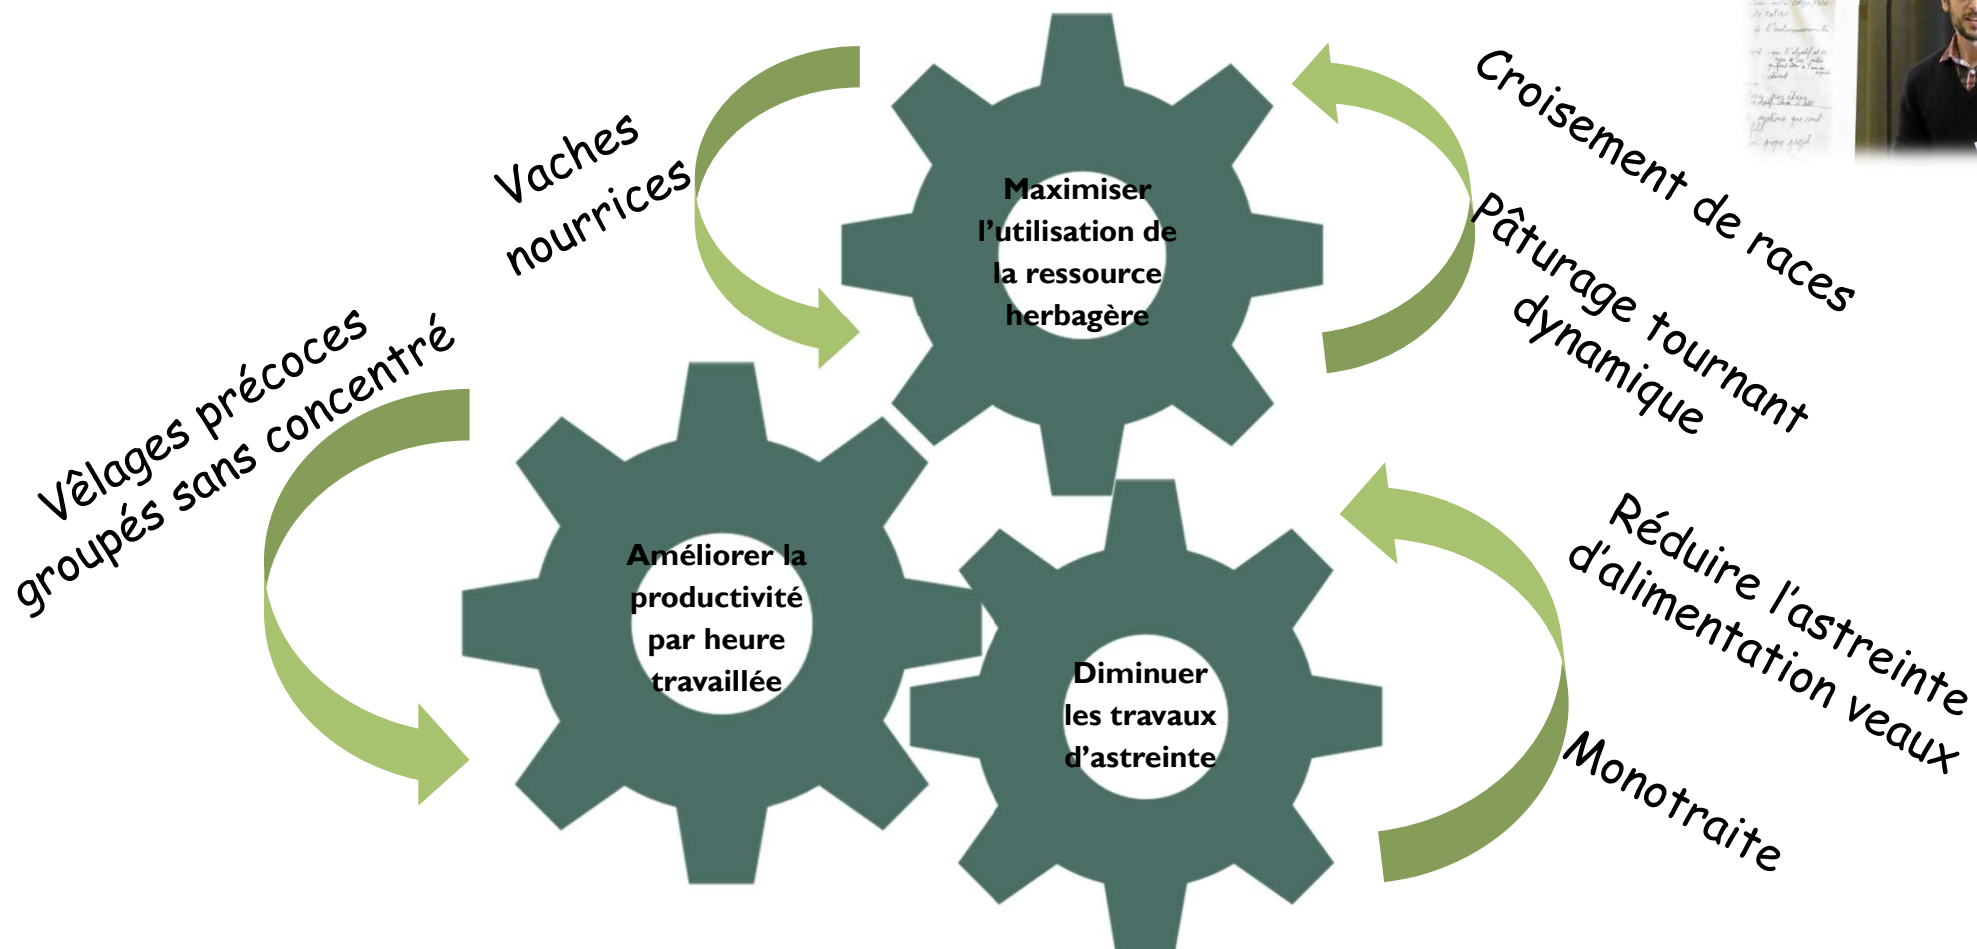 Vaches
nourrices
Maximiser
l'utilisation de
la ressource
herbagère
Croisement de races
Pâturage tournant
dynamique
Vêlages précoces
groupés sans concentré
Améliorer la
productivité
par heure
travaillée
Diminuer
les travaux
d'astreinte
Réduire l'astreinte
d'alimentation veaux
Monotraite